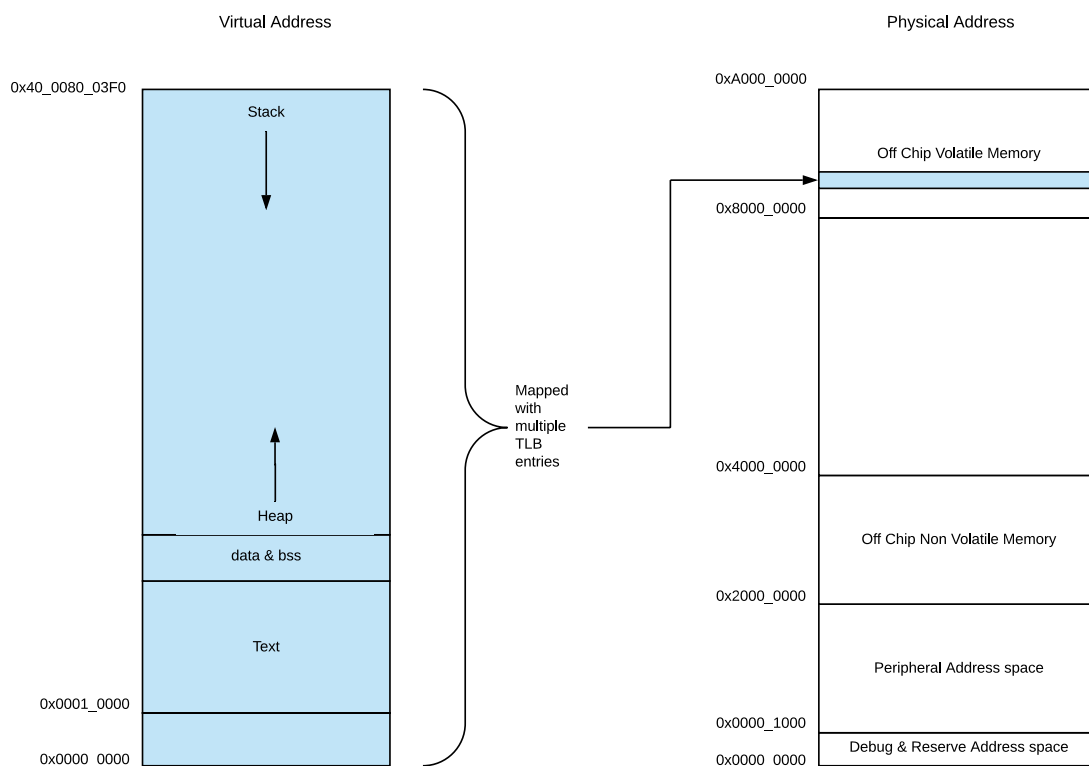 Virtual Address
Physical Address
0x40_0080_03F0
Stack
Heap
data & bss
Text
0x0001_0000
0x0000_0000
Mapped
with
multiple
TLB
entries
0xA000_0000
Off Chip Volatile Memory
0x8000_0000
0x4000_0000
Off Chip Non Volatile Memory
0x2000_0000
Peripheral Address space
0x0000_1000
Debug & Reserve Address space
0x0000_0000